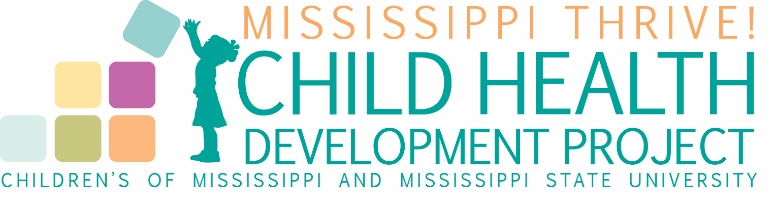 MISSISSIPPI THRIVE!
CHILD HEALTH
DEVELOPMENT PROJECT
CHILDREN'S OF MISSISSIPPI AND MISSISSIPPI STATE UNIVERSITY